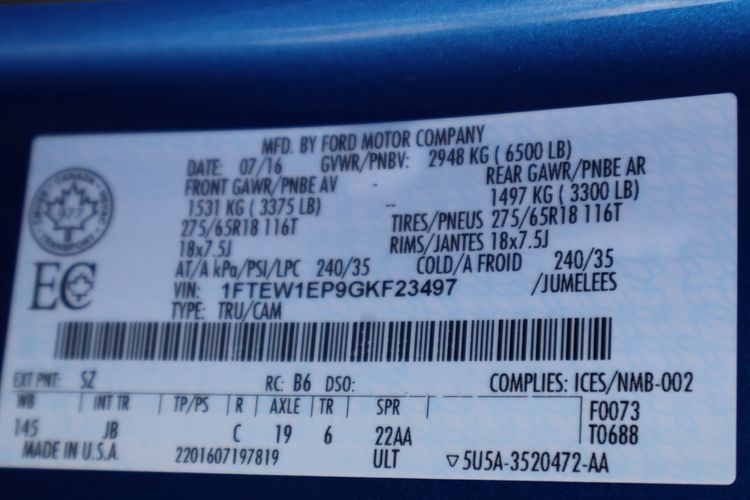 MFD. BY FORD MOTOR COMPANY
DATE: 07/16 GVWR/PNBV: 2948 KG ( 6500 LB)
FRONT GAWR/PNBE AV - REAR GAWR/PNBE AR
1531 KG ( 3375 LB) -- 1497 KG ( 3300 LB)
275/65R18 116T TIRES/PNEUS 275/65R18 116T
18x7.5J RIMS/JANTES 18x7.5J
AT/A kPa/PSI/LPC 240/35 COLD/A FROID 240/35
VIN: 1FTEW1EP9GKF23497 /JUMELEES
TYPE: TRU/CAM
CANADA
977
TRANSPORT
EC
EXT PNT: SZ RC: B6 DSO: COMPLIES: ICES/NMB-002
WB | INT TR | TP/PS | R | AXLE | TR | SPR F0073
145 JB C 19 6 22AA T0688
MADE IN U.S.A. 2201607197819 ULT ▽5U5A-3520472-AA